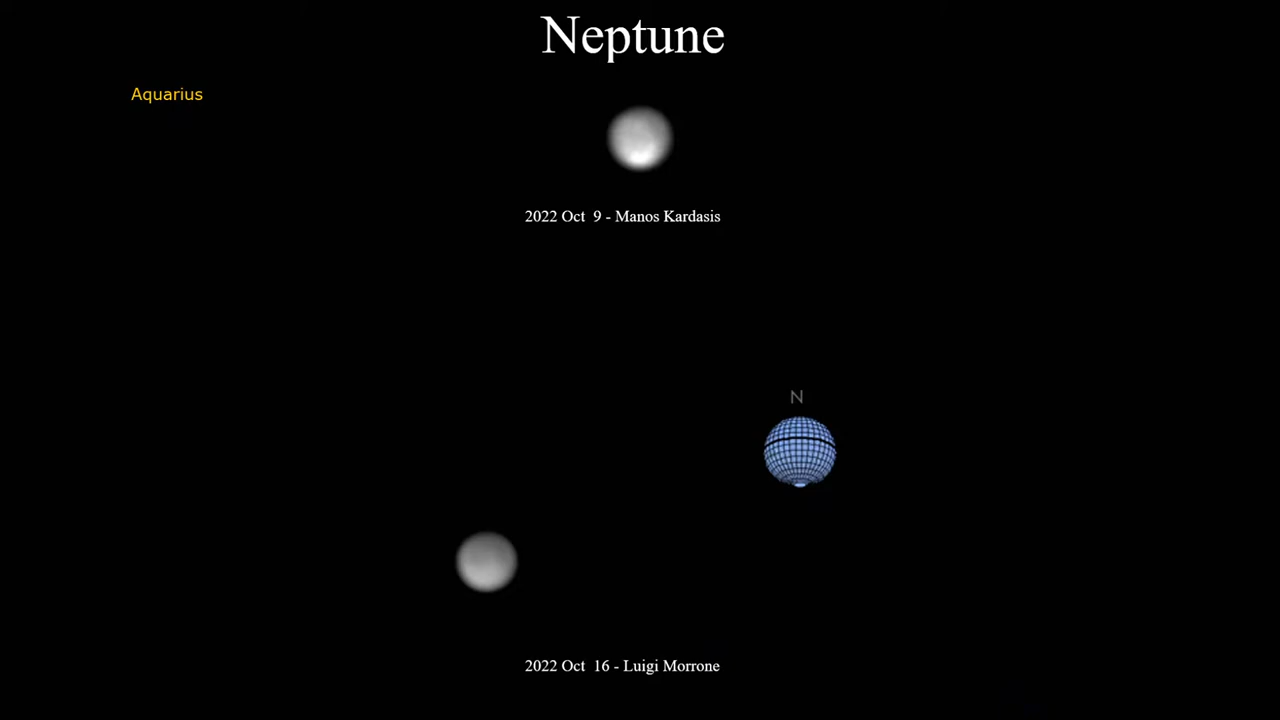 Neptune
Aquarius
2022 Oct  9 - Manos Kardasis
N
2022 Oct  16 - Luigi Morrone